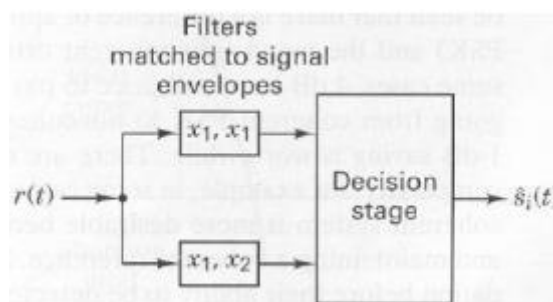 Filters
matched to signal
envelopes
x₁, x₁
r(t)
Decision
stage
ŝᵢ(t
x₁, x₂